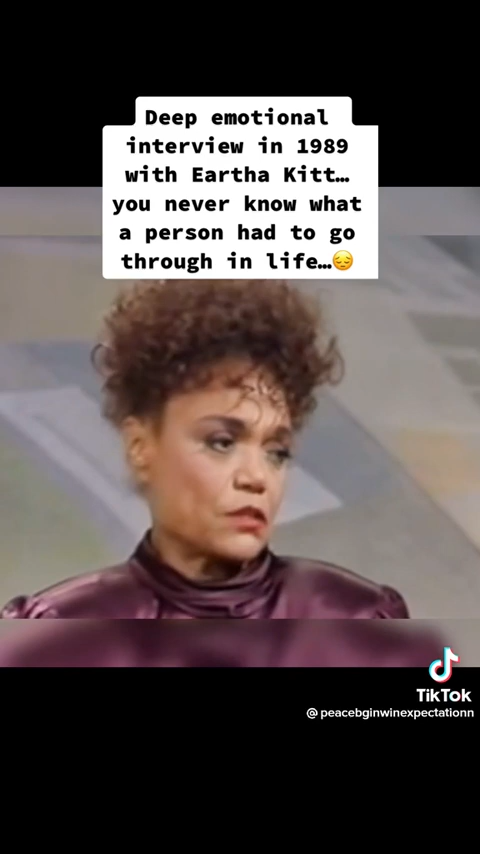 Deep emotional
interview in 1989
with Eartha Kitt…
you never know what
a person had to go
through in life…😔
TikTok
@peacebginwinexpectationn